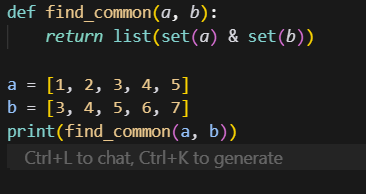 def find_common(a, b):
    return list(set(a) & set(b))

a = [1, 2, 3, 4, 5]
b = [3, 4, 5, 6, 7]
print(find_common(a, b))
Ctrl+L to chat, Ctrl+K to generate